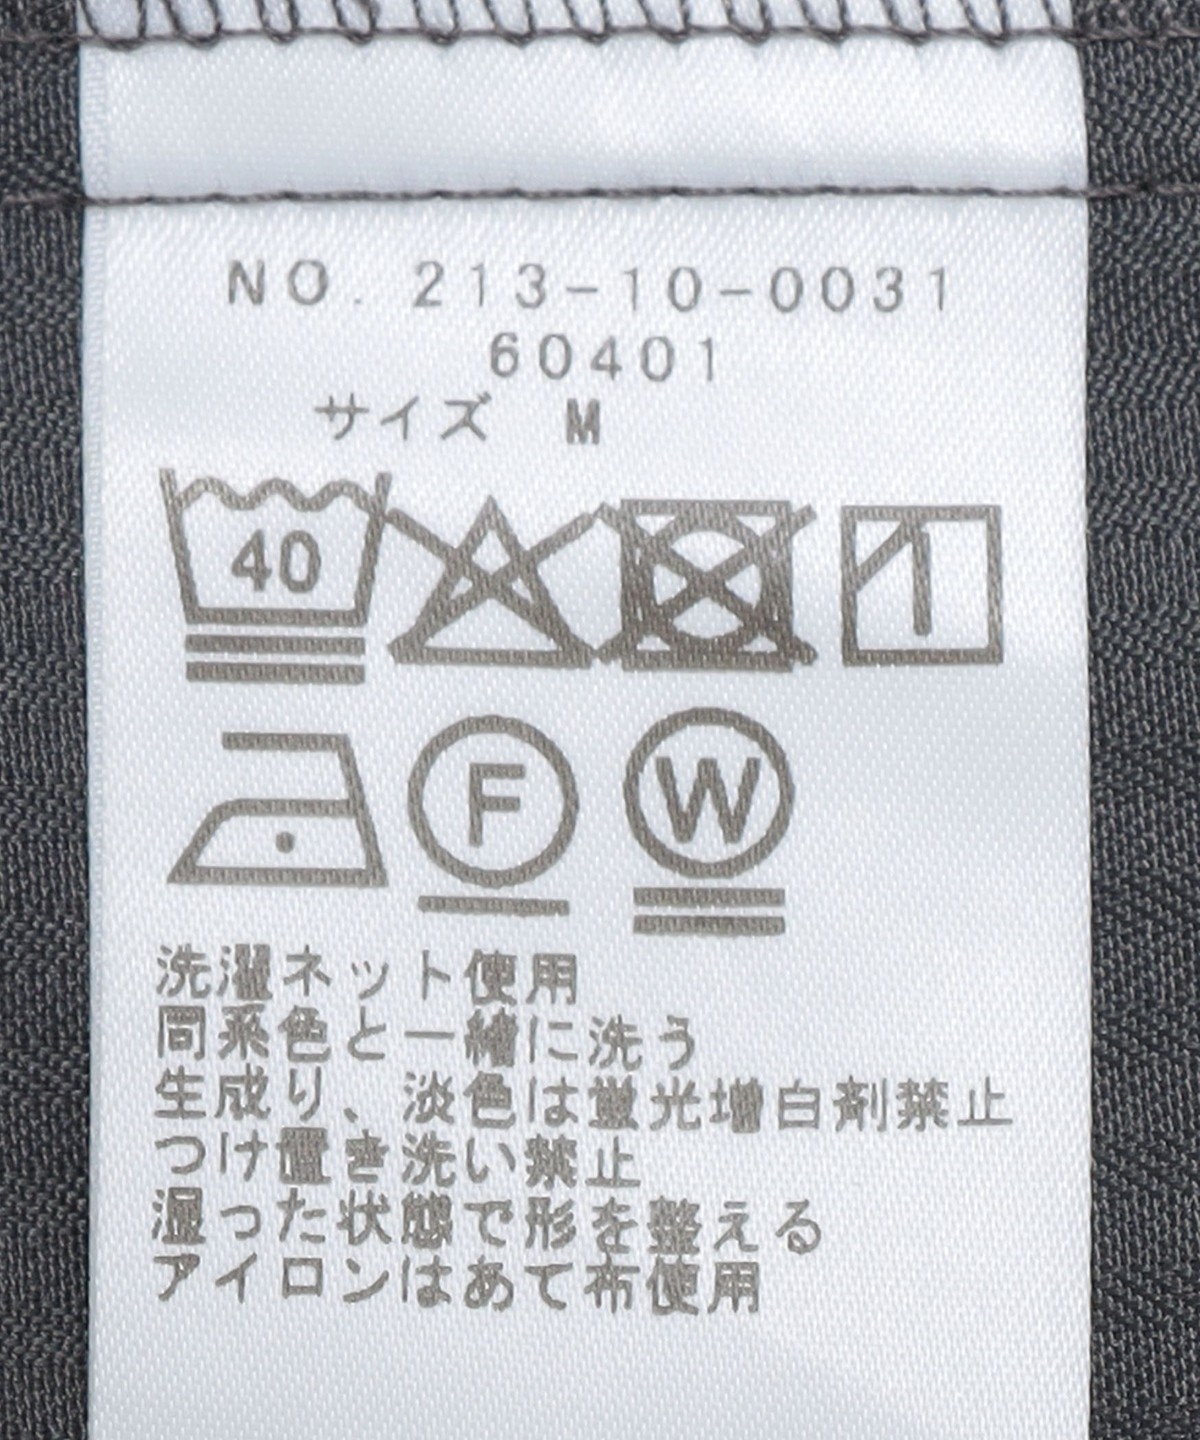 NO. 213-10-0031
60401
サイズ M
40
F W
洗濯ネット使用
同系色と一緒に洗う
生成り、淡色は蛍光増白剤禁止
つけ置き洗い禁止
湿った状態で形を整える
アイロンはあて布使用